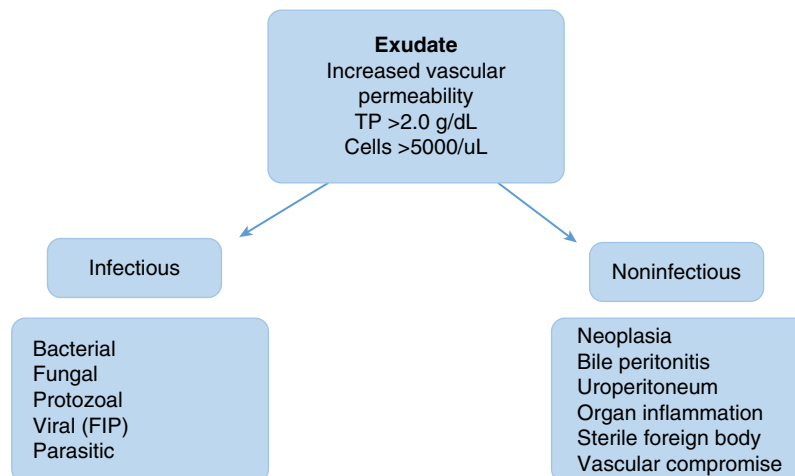 Exudate
Increased vascular
permeability
TP >2.0 g/dL
Cells >5000/uL
Infectious
Noninfectious
Bacterial
Fungal
Protozoal
Viral (FIP)
Parasitic
Neoplasia
Bile peritonitis
Uroperitoneum
Organ inflammation
Sterile foreign body
Vascular compromise